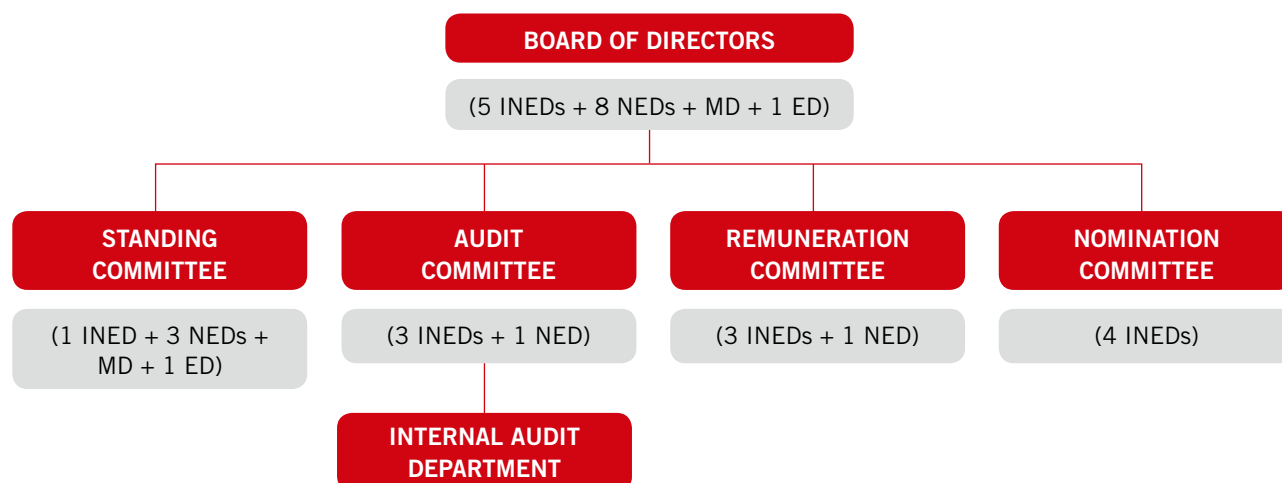 BOARD OF DIRECTORS
(5 INEDs + 8 NEDs + MD + 1 ED)
STANDING
COMMITTEE
(1 INED + 3 NEDs +
MD + 1 ED)
AUDIT
COMMITTEE
(3 INEDs + 1 NED)
INTERNAL AUDIT
DEPARTMENT
REMUNERATION
COMMITTEE
(3 INEDs + 1 NED)
NOMINATION
COMMITTEE
(4 INEDs)